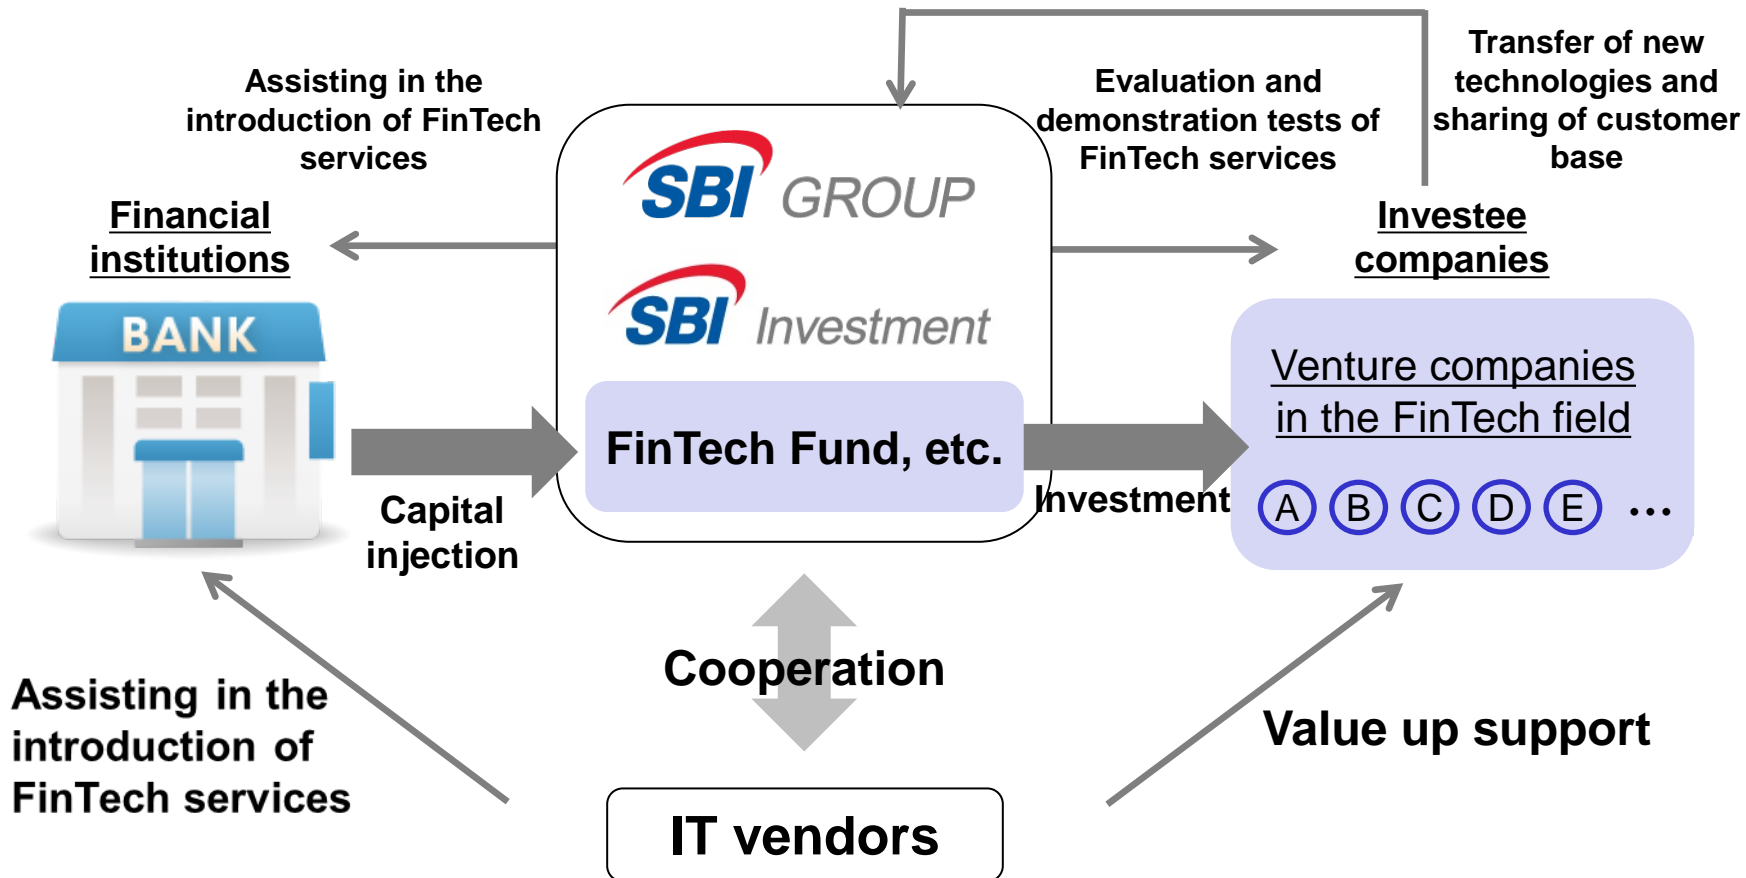 Assisting in the
introduction of FinTech
services
Evaluation and
demonstration tests of
FinTech services
Transfer of new
technologies and
sharing of customer
base
Financial
institutions
SBI GROUP
SBI Investment
Investee
companies
BANK
FinTech Fund, etc.
Venture companies
in the FinTech field
A B C D E …
Capital
injection
Investment
Cooperation
Assisting in the
introduction of
FinTech services
Value up support
IT vendors